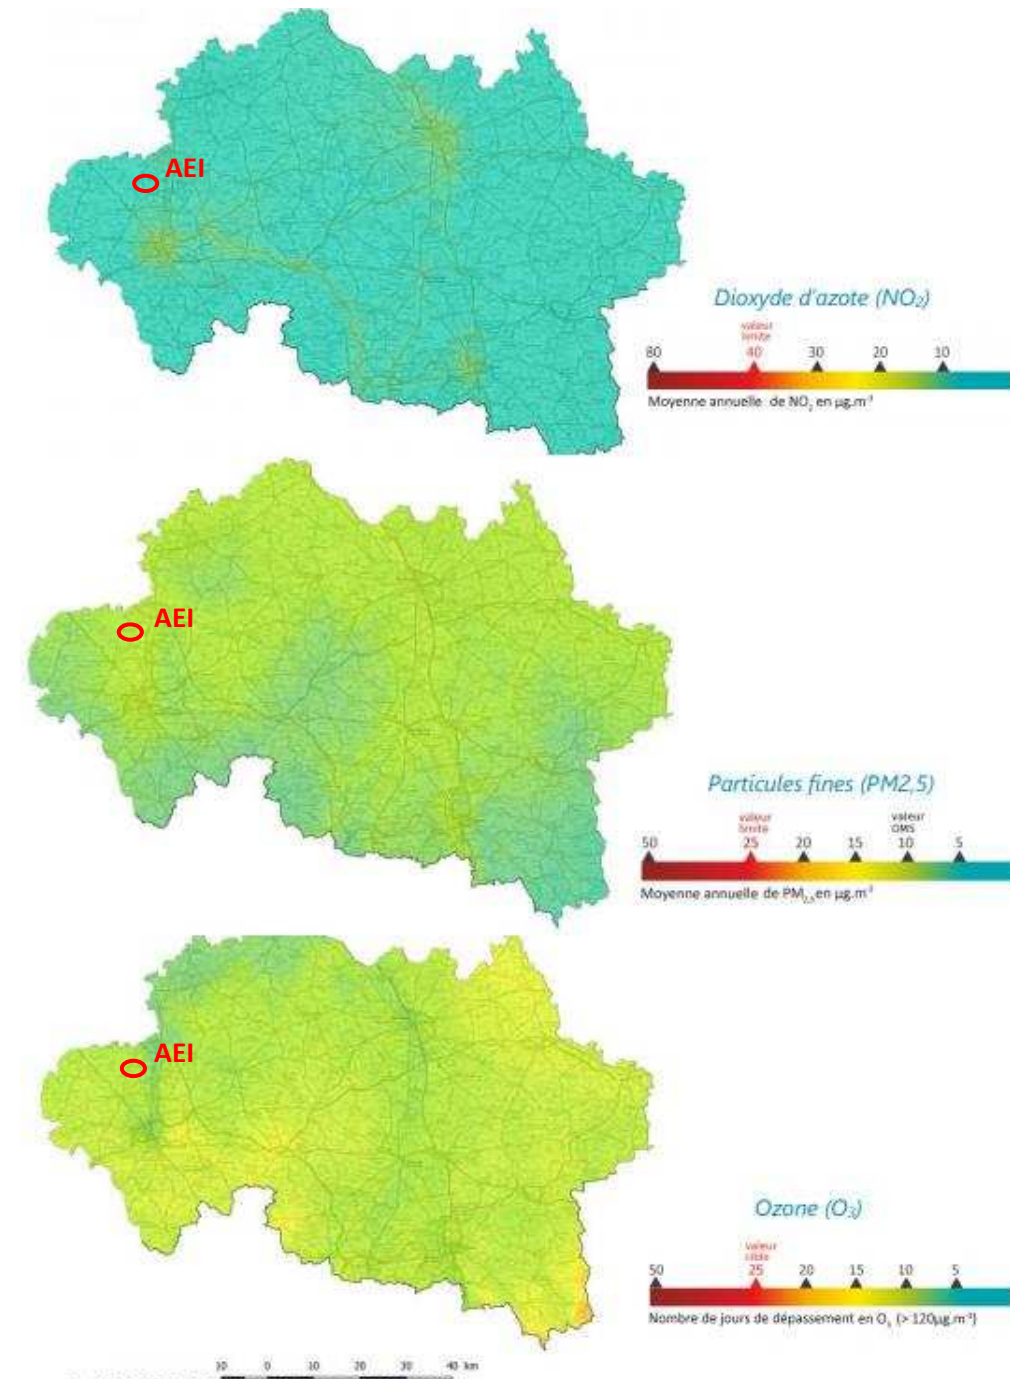 AEI
Dioxyde d'azote (NO₂)
valeur
limite
80 40 30 20 10
Moyenne annuelle de NO₂ en µg.m⁻³
AEI
Particules fines (PM2,5)
valeur
limite
valeur
OMS
50 25 20 15 10 5
Moyenne annuelle de PM₂,₅ en µg.m⁻³
AEI
Ozone (O₃)
valeur
cible
50 25 20 15 10 5
Nombre de jours de dépassement en O₃ (> 120µg.m⁻³)
10 0 10 20 30 40 km